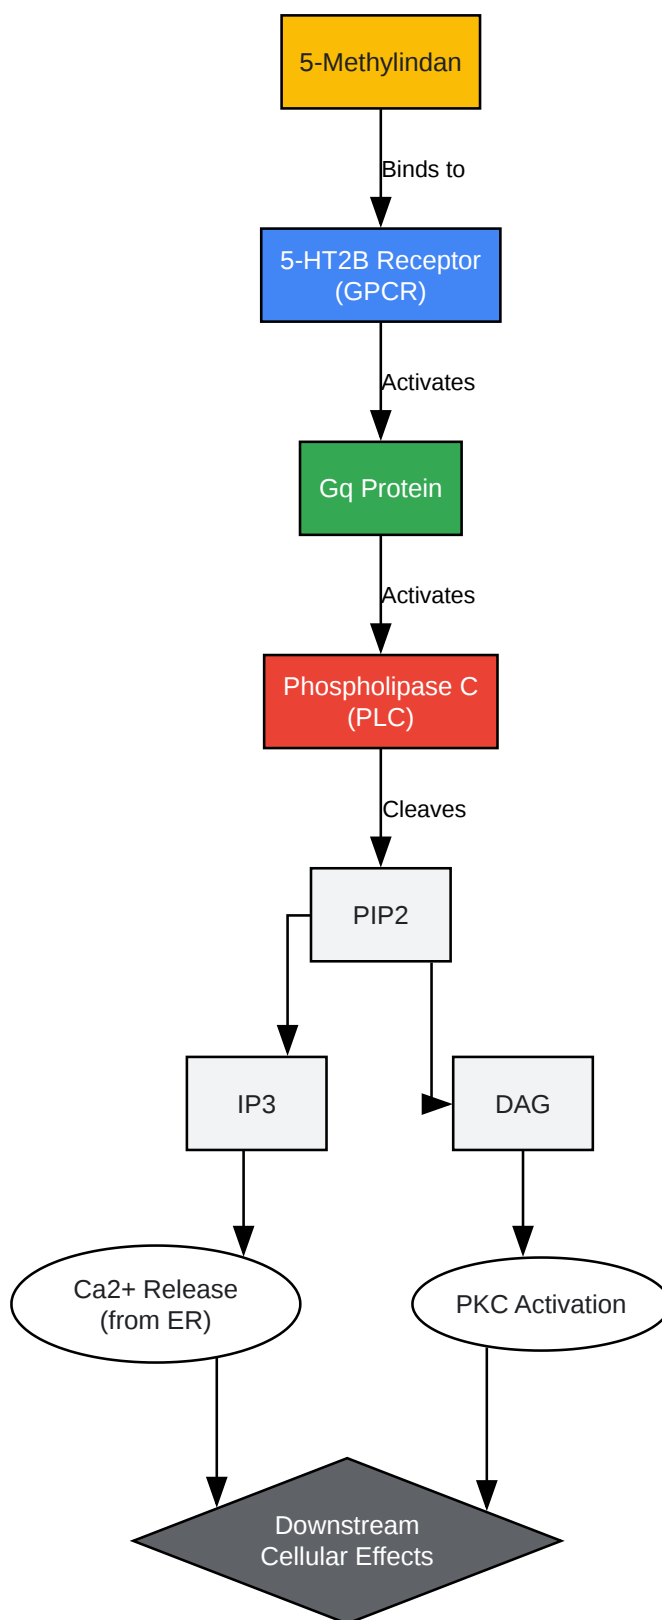 5-Methylindan
Binds to
5-HT2B Receptor
(GPCR)
Activates
Gq Protein
Activates
Phospholipase C
(PLC)
Cleaves
PIP2
IP3
DAG
Ca2+ Release
(from ER)
PKC Activation
Downstream
Cellular Effects